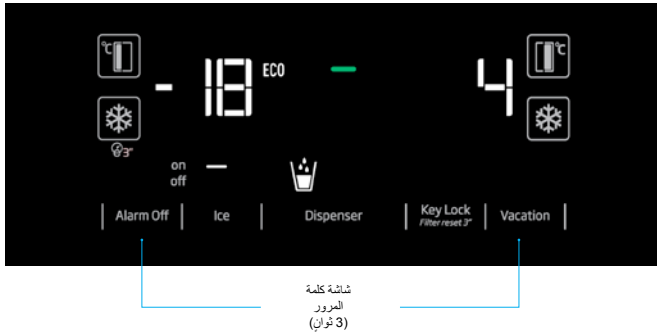 °C
°C
- 18 ECO
4
3"
on
off
Alarm Off
Ice
Dispenser
Key Lock
Filter reset 3"
Vacation
شاشة كلمة
المرور
(3 ثوانٍ)